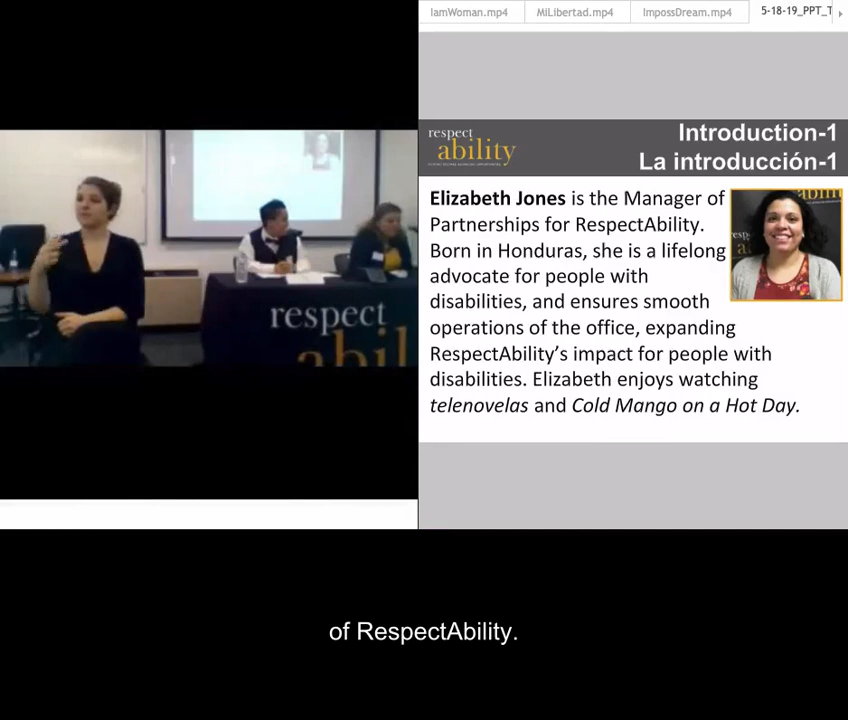 IamWoman.mp4
MiLibertad.mp4
ImpossDream.mp4
5-18-19_PPT_T
respect
ability
Introduction-1
La introducción-1
Elizabeth Jones is the Manager of
Partnerships for RespectAbility.
Born in Honduras, she is a lifelong
advocate for people with
disabilities, and ensures smooth
operations of the office, expanding
RespectAbility’s impact for people with
disabilities. Elizabeth enjoys watching
telenovelas and Cold Mango on a Hot Day.
respect
abil
of RespectAbility.